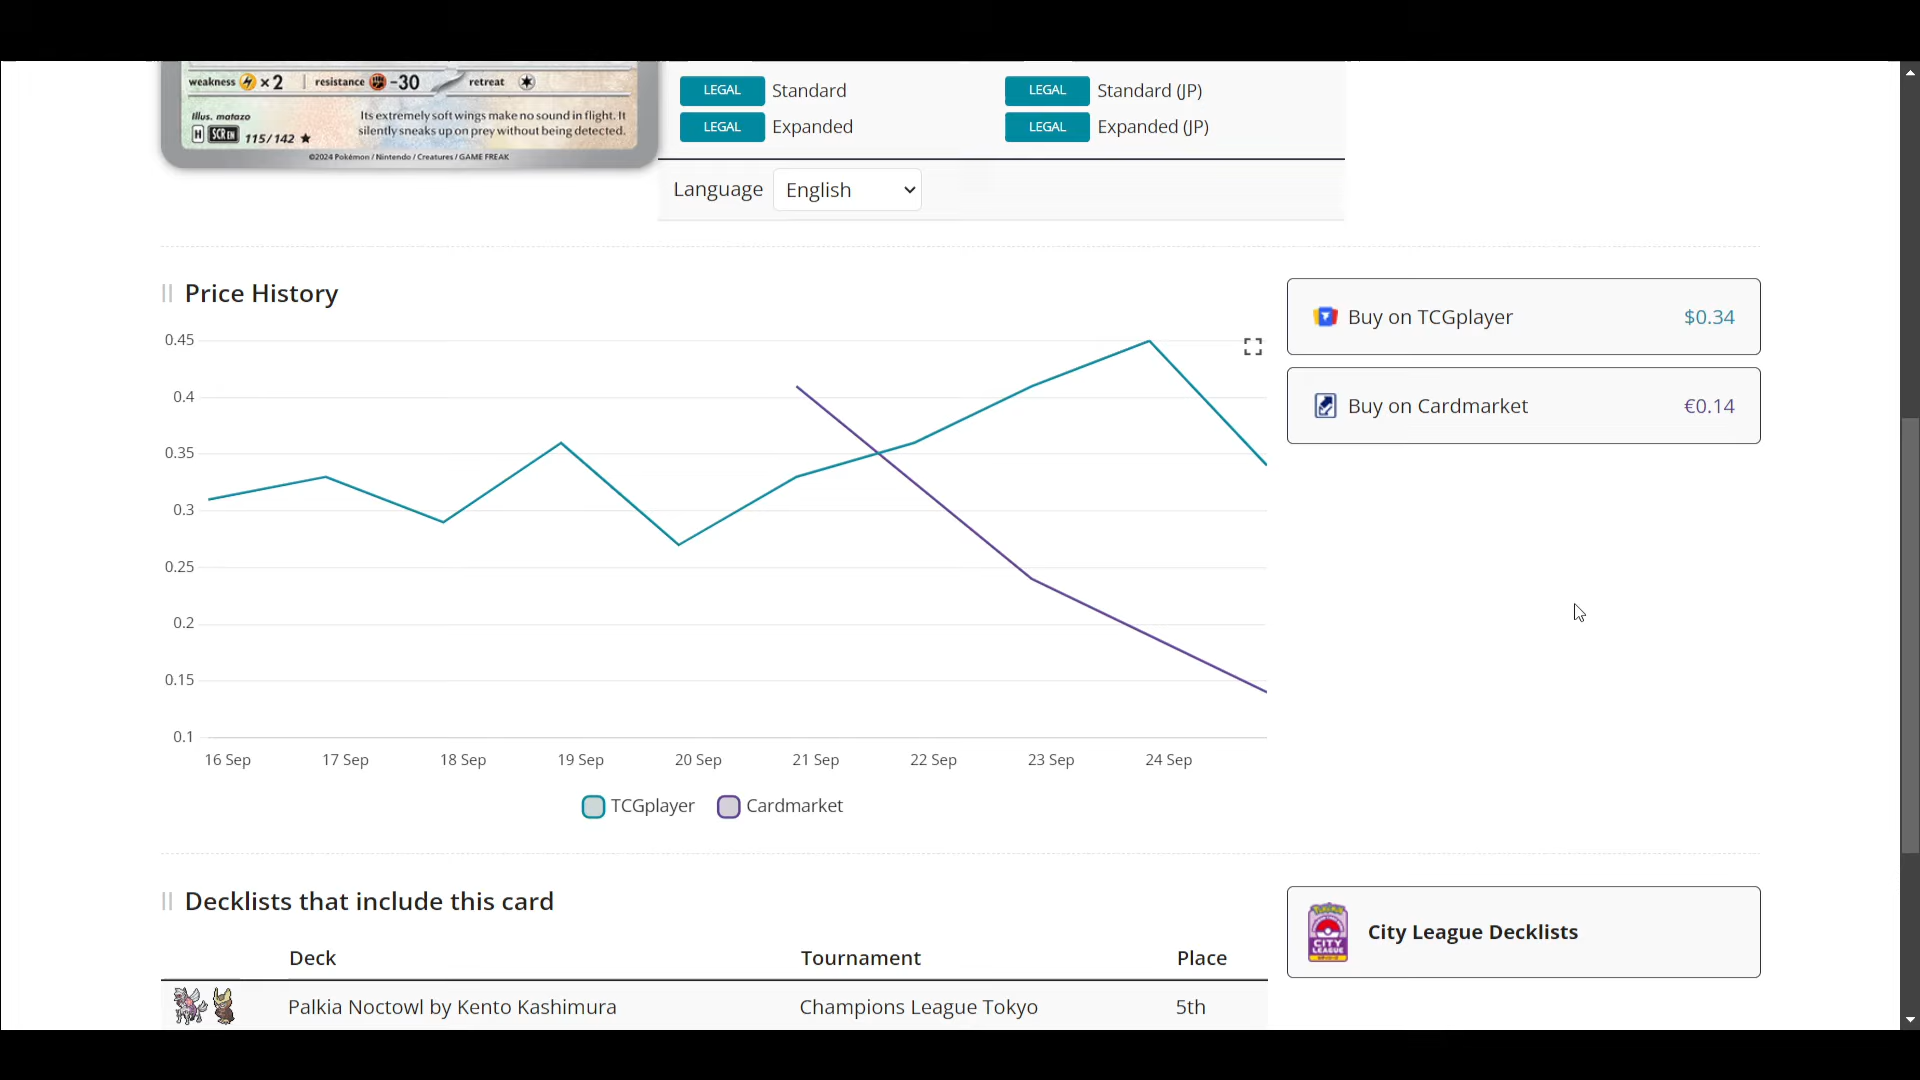 weakness × 2 resistance -30 retreat
Illus. matazo
Its extremely soft wings make no sound in flight. It
silently sneaks up on prey without being detected.
H SCR EN 115/142 ★
©2024 Pokémon / Nintendo / Creatures / GAME FREAK
LEGAL Standard LEGAL Standard (JP)
LEGAL Expanded LEGAL Expanded (JP)
Language English
Price History
0.45
0.4
0.35
0.3
0.25
0.2
0.15
0.1
16 Sep 17 Sep 18 Sep 19 Sep 20 Sep 21 Sep 22 Sep 23 Sep 24 Sep
TCGplayer Cardmarket
Buy on TCGplayer $0.34
Buy on Cardmarket €0.14
Decklists that include this card
Deck Tournament Place
Palkia Noctowl by Kento Kashimura Champions League Tokyo 5th
CITY
LEAGUE
City League Decklists